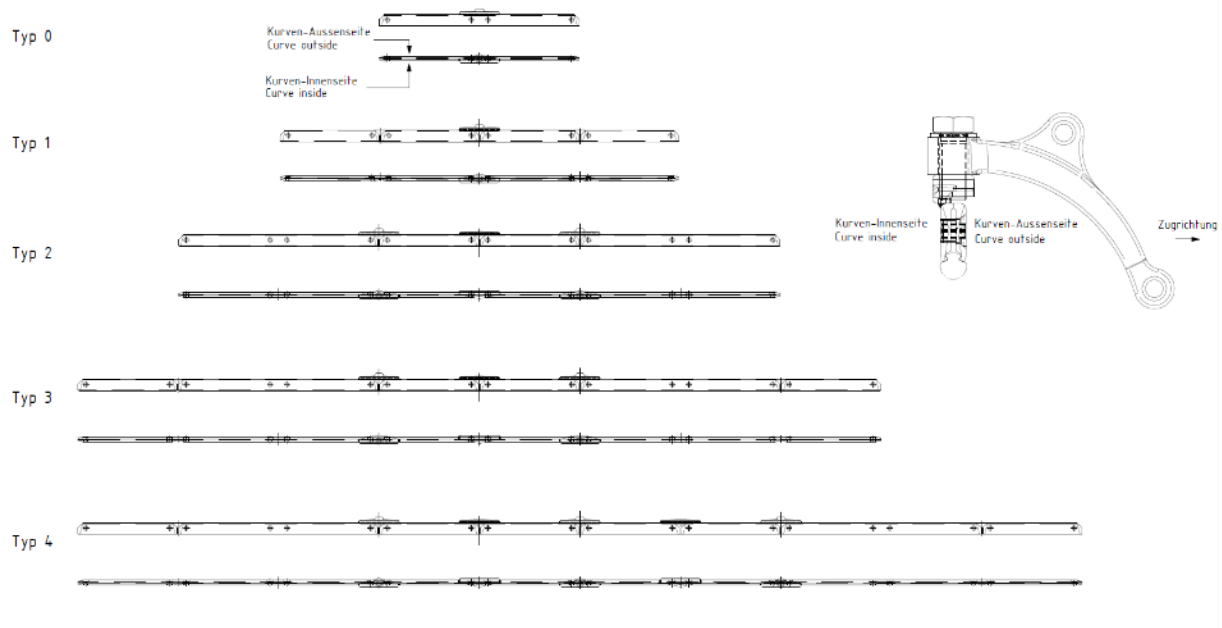 Typ 0
Kurven-Aussenseite
Curve outside
Kurven-Innenseite
Curve inside
Typ 1
Kurven-Innenseite
Curve inside
Kurven-Aussenseite
Curve outside
Zugrichtung
Typ 2
Typ 3
Typ 4